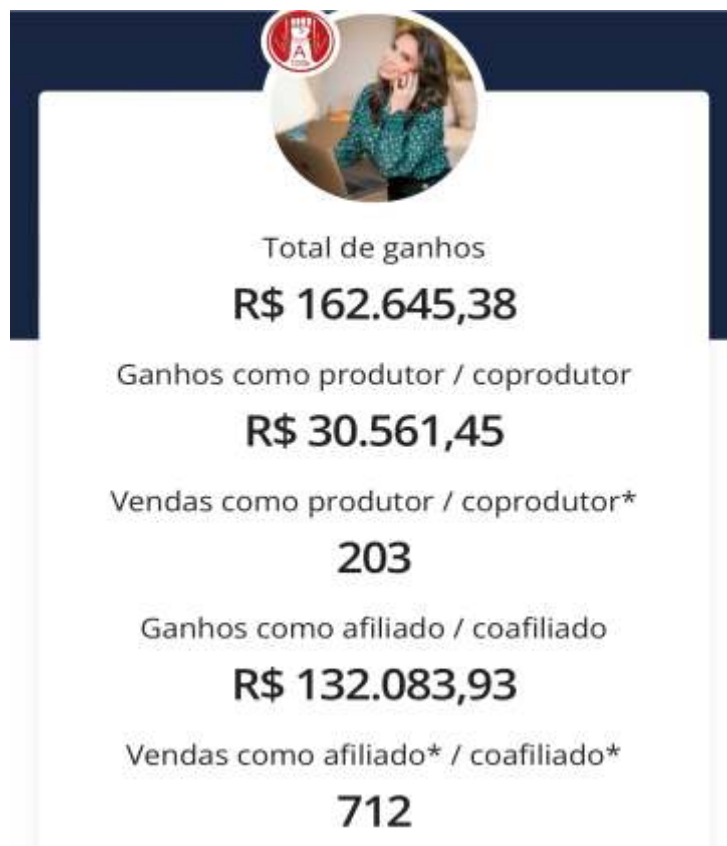 A
Total de ganhos
R$ 162.645,38
Ganhos como produtor / coprodutor
R$ 30.561,45
Vendas como produtor / coprodutor*
203
Ganhos como afiliado / coafiliado
R$ 132.083,93
Vendas como afiliado* / coafiliado*
712